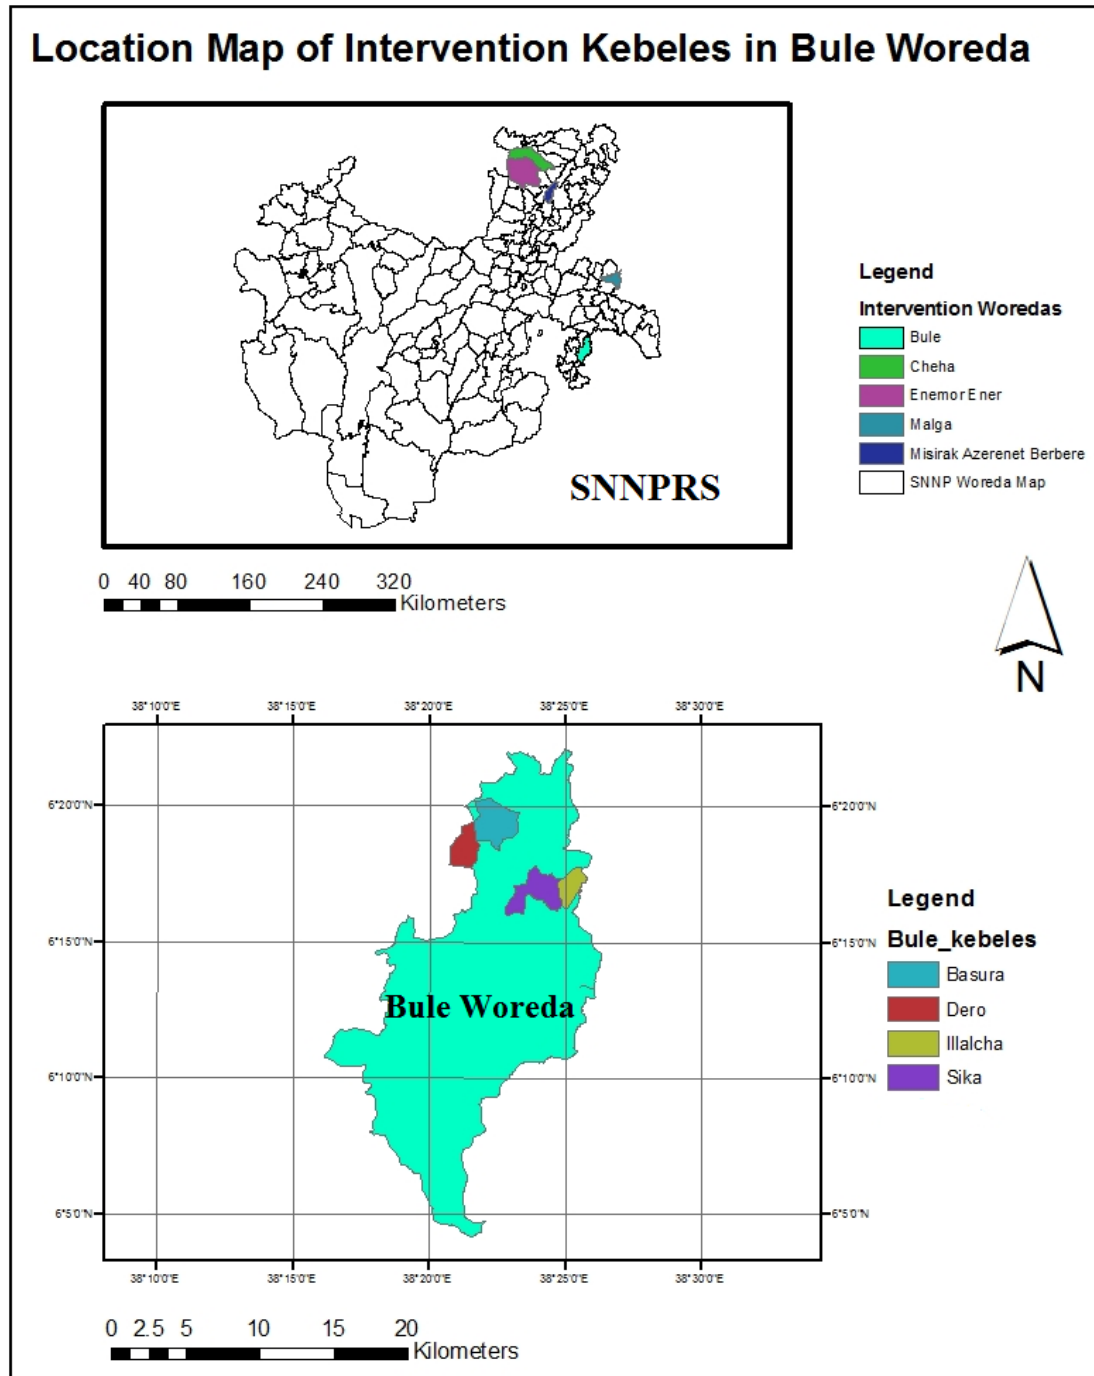 Location Map of Intervention Kebeles in Bule Woreda
SNNPRS
Legend
Intervention Woredas
Bule
Cheha
Enemor Ener
Malga
Misirak Azerenet Berbere
SNNP Woreda Map
0 40 80 160 240 320
Kilometers
N
38°10'0"E 38°15'0"E 38°20'0"E 38°25'0"E 38°30'0"E
6°20'0"N 6°20'0"N
6°15'0"N 6°15'0"N
Bule Woreda
6°10'0"N 6°10'0"N
6°5'0"N 6°5'0"N
38°10'0"E 38°15'0"E 38°20'0"E 38°25'0"E 38°30'0"E
Legend
Bule_kebeles
Basura
Dero
Illalcha
Sika
0 2.5 5 10 15 20
Kilometers